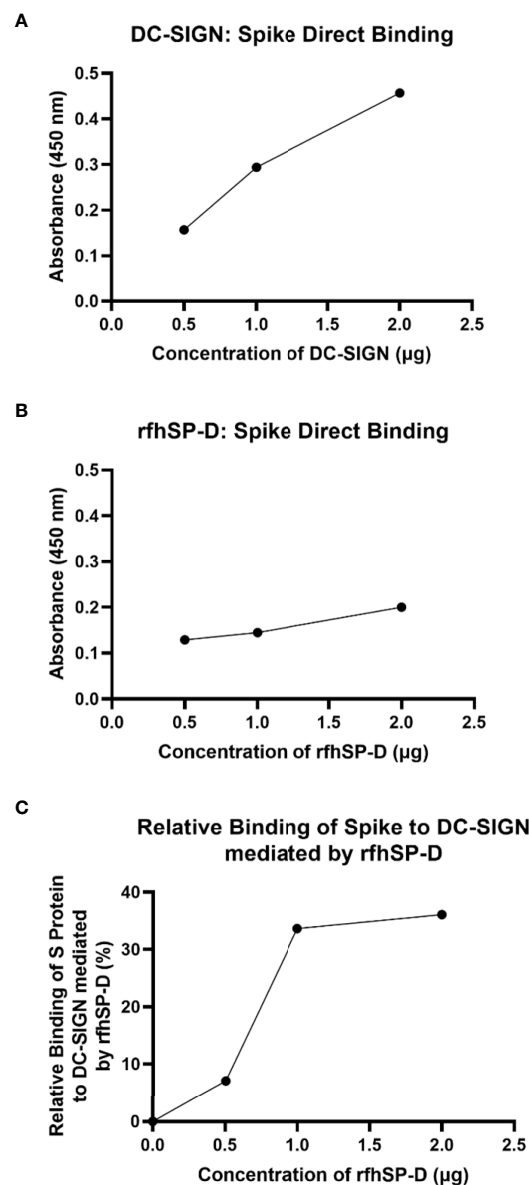 A
DC-SIGN: Spike Direct Binding
Absorbance (450 nm)
0.5
0.4
0.3
0.2
0.1
0.0
0.0 0.5 1.0 1.5 2.0 2.5
Concentration of DC-SIGN (µg)
B
rfhSP-D: Spike Direct Binding
Absorbance (450 nm)
0.5
0.4
0.3
0.2
0.1
0.0
0.0 0.5 1.0 1.5 2.0 2.5
Concentration of rfhSP-D (µg)
C
Relative Binding of Spike to DC-SIGN
mediated by rfhSP-D
Relative Binding of S Protein
to DC-SIGN mediated
by rfhSP-D (%)
40
30
20
10
0
0.0 0.5 1.0 1.5 2.0 2.5
Concentration of rfhSP-D (µg)